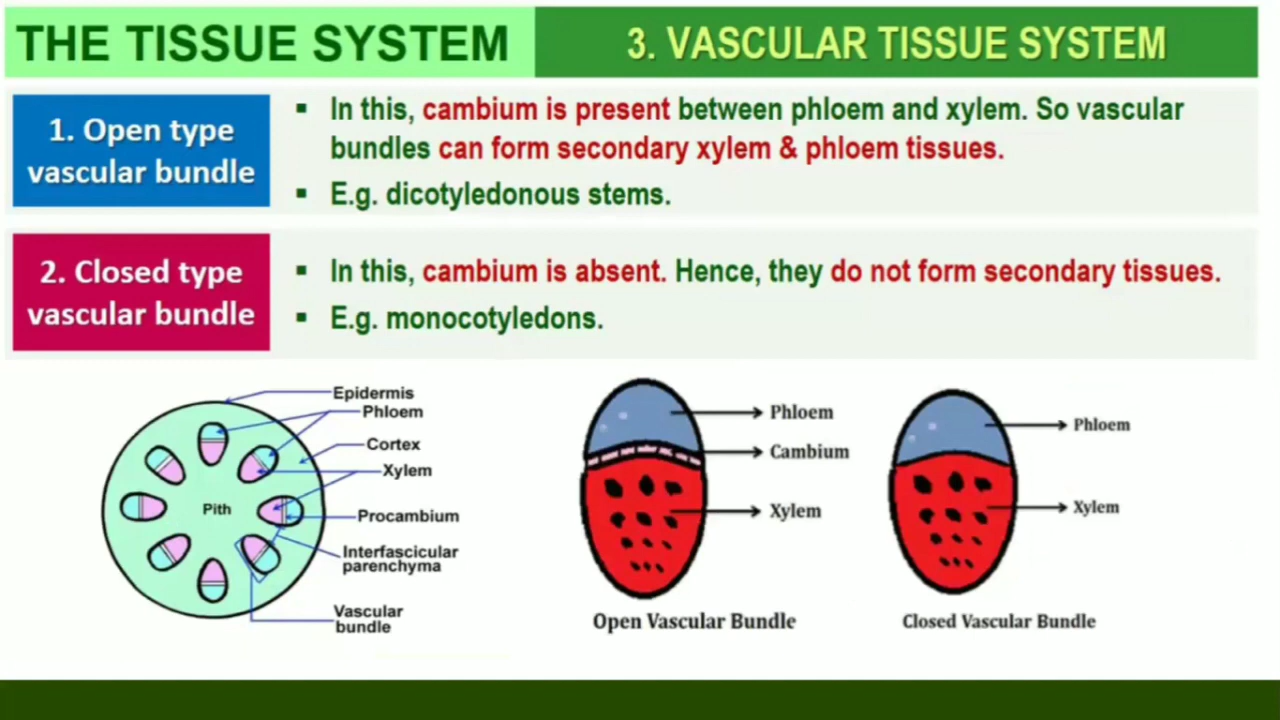 THE TISSUE SYSTEM
3. VASCULAR TISSUE SYSTEM
1. Open type
vascular bundle
▪ In this, cambium is present between phloem and xylem. So vascular
bundles can form secondary xylem & phloem tissues.
▪ E.g. dicotyledonous stems.
2. Closed type
vascular bundle
▪ In this, cambium is absent. Hence, they do not form secondary tissues.
▪ E.g. monocotyledons.
Epidermis
Phloem
Cortex
Xylem
Pith
Procambium
Interfascicular
parenchyma
Vascular
bundle
Phloem
Cambium
Xylem
Open Vascular Bundle
Phloem
Xylem
Closed Vascular Bundle